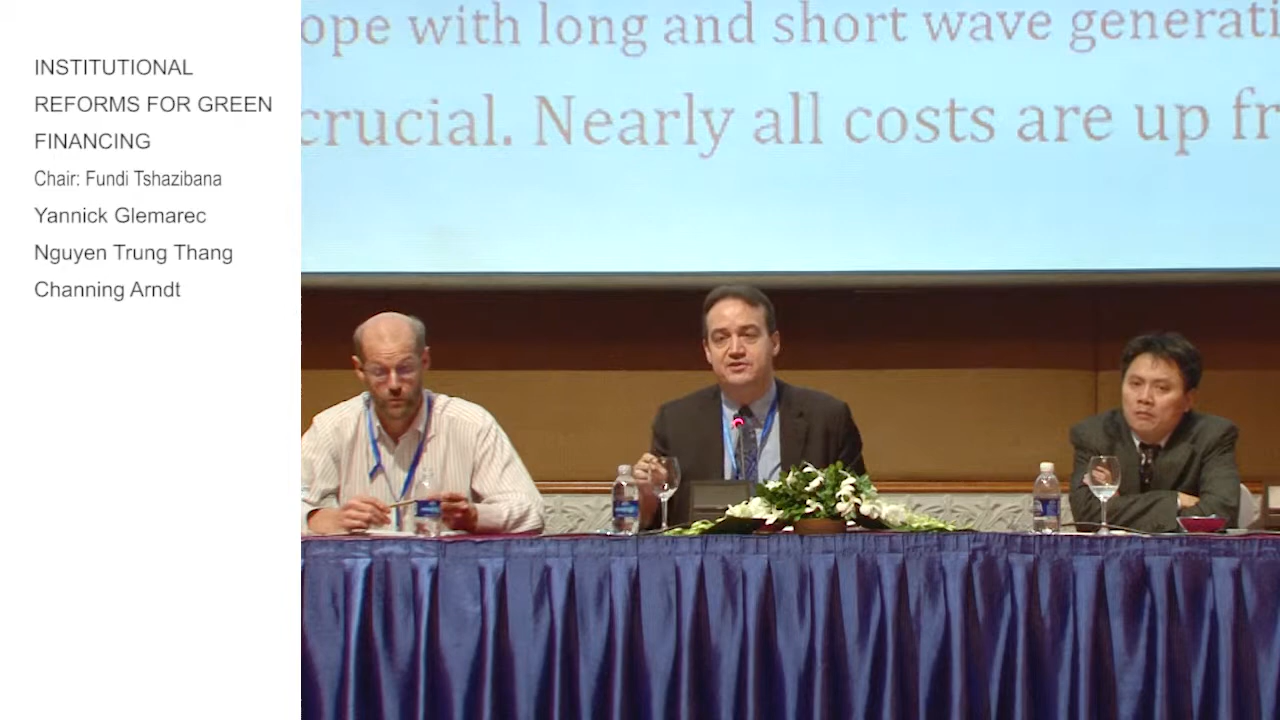 INSTITUTIONAL
REFORMS FOR GREEN
FINANCING
Chair: Fundi Tshazibana
Yannick Glemarec
Nguyen Trung Thang
Channing Arndt
ope with long and short wave generati
crucial. Nearly all costs are up fr